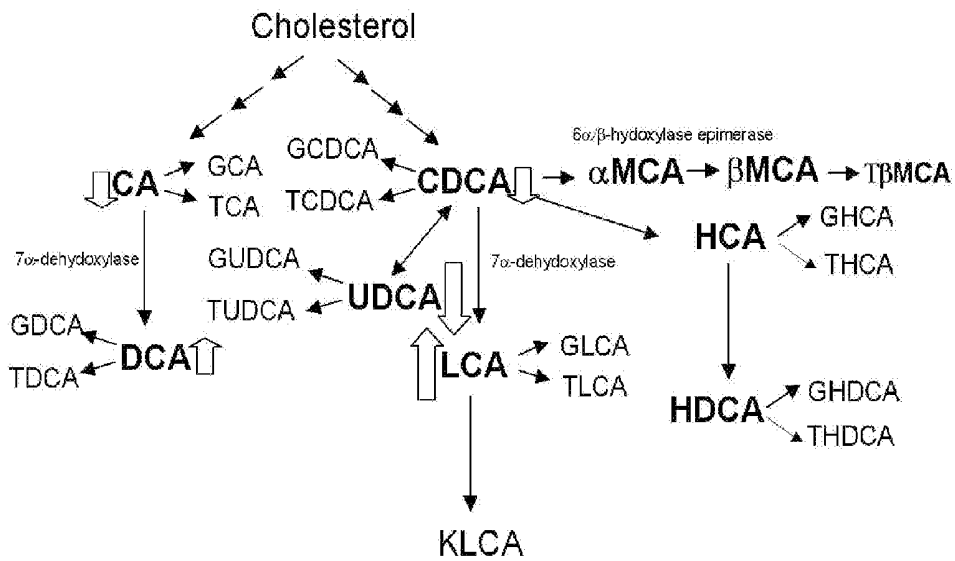 Cholesterol
6α/β-hydoxylase epimerase
GCDCA
GCA
CA
CDCA
αMCA
βMCA
TβMCA
TCA
TCDCA
GHCA
HCA
7α-dehydoxylase
GUDCA
7α-dehydoxylase
THCA
UDCA
TUDCA
GDCA
DCA
GLCA
LCA
TDCA
TLCA
GHDCA
HDCA
THDCA
KLCA